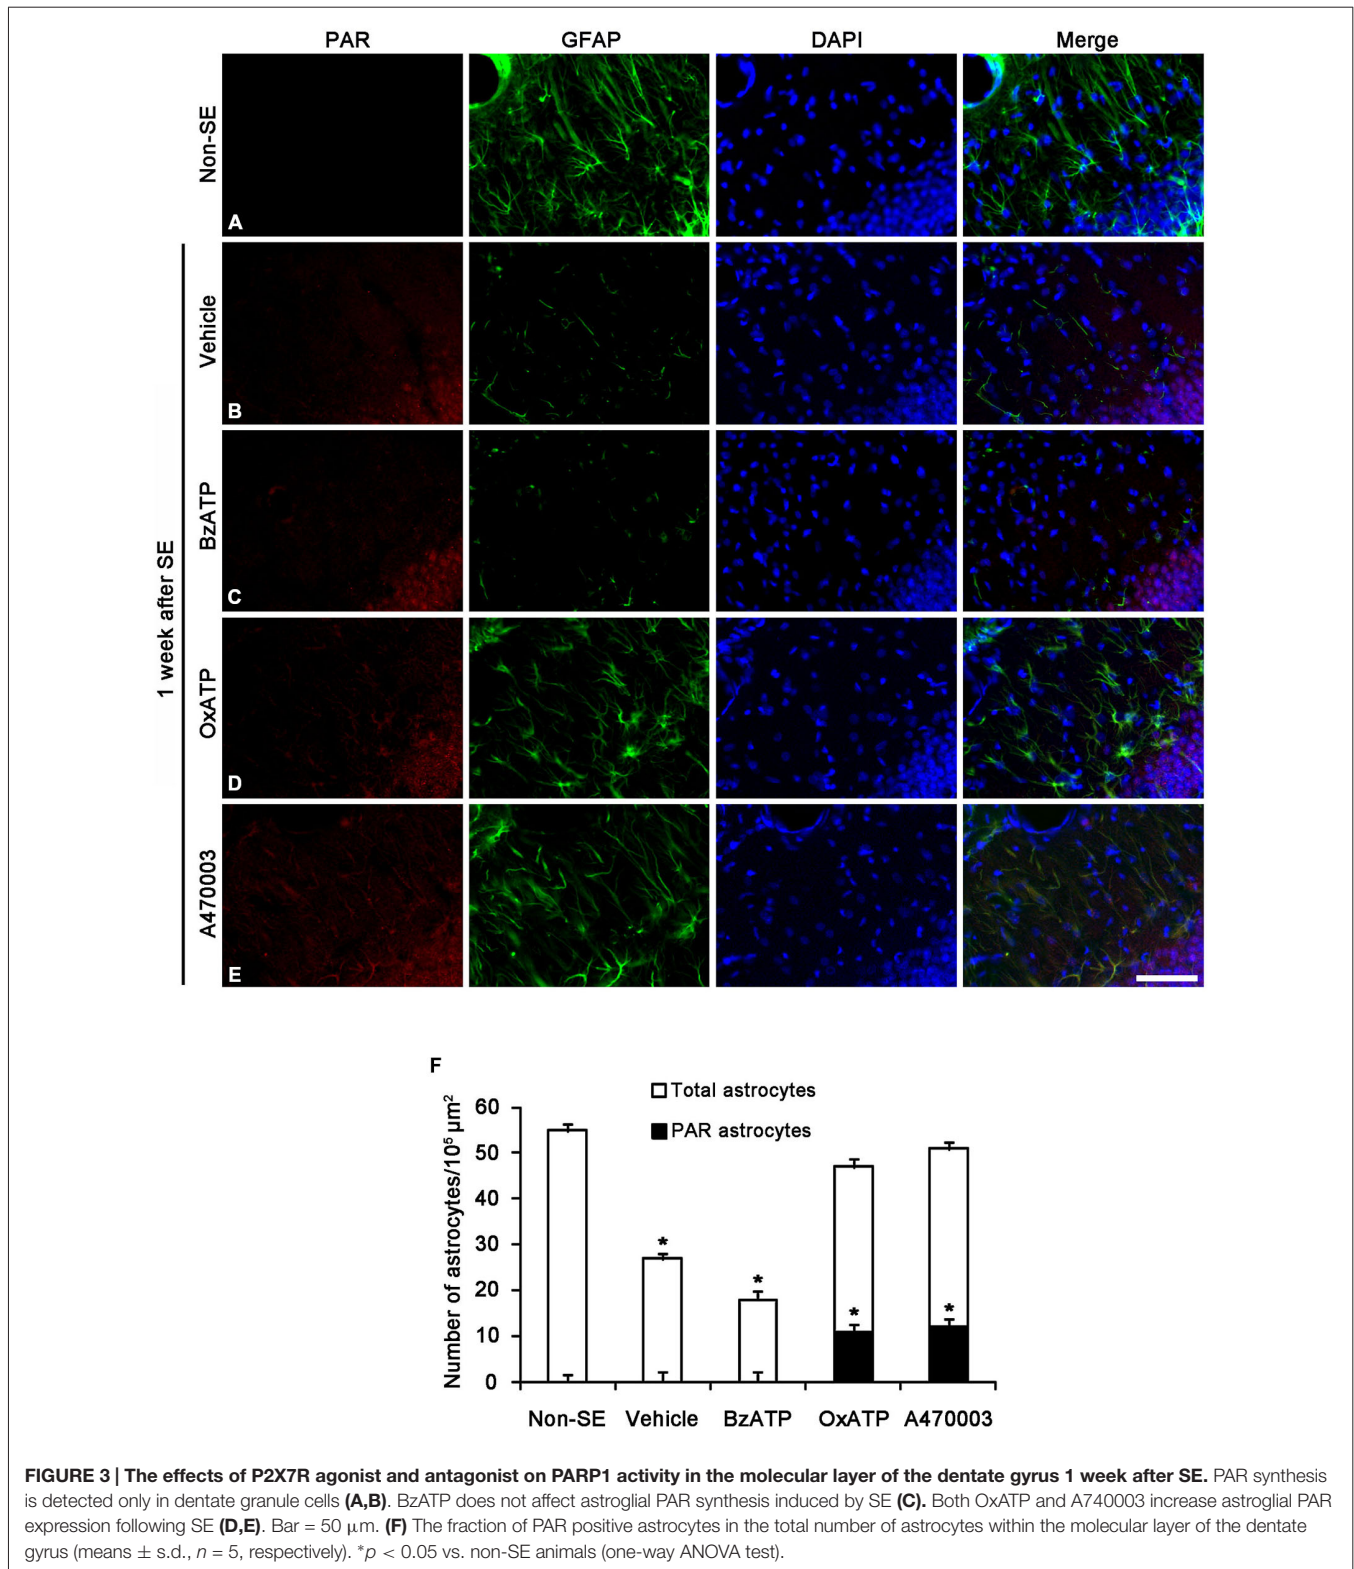 PAR GFAP DAPI Merge
Non-SE
A
1 week after SE
Vehicle
B
BzATP
C
OxATP
D
A470003
E
F
Number of astrocytes/10⁵ µm²
Total astrocytes
PAR astrocytes
60
50
40
30
20
10
0
*
*
*
*
Non-SE Vehicle BzATP OxATP A470003
FIGURE 3 | The effects of P2X7R agonist and antagonist on PARP1 activity in the molecular layer of the dentate gyrus 1 week after SE. PAR synthesis
is detected only in dentate granule cells (A,B). BzATP does not affect astroglial PAR synthesis induced by SE (C). Both OxATP and A740003 increase astroglial PAR
expression following SE (D,E). Bar = 50 µm. (F) The fraction of PAR positive astrocytes in the total number of astrocytes within the molecular layer of the dentate
gyrus (means ± s.d., n = 5, respectively). *p < 0.05 vs. non-SE animals (one-way ANOVA test).